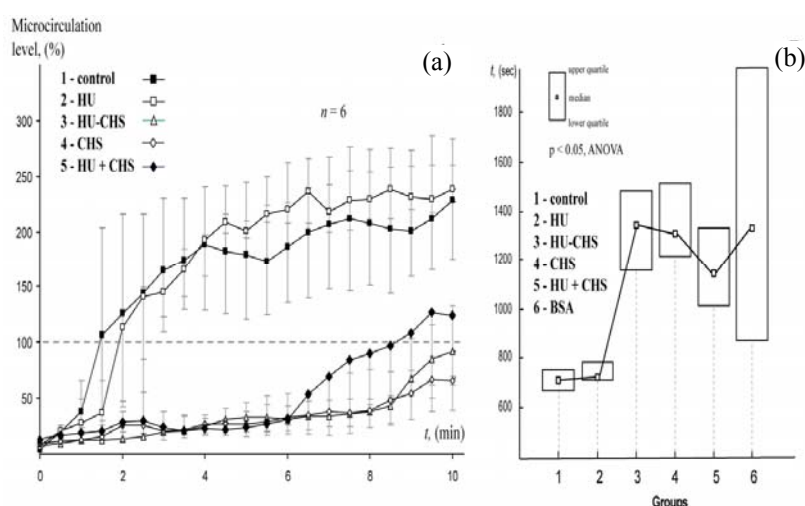 Microcirculation
level, (%)
(a)
1 - control
2 - HU
3 - HU-CHS
4 - CHS
5 - HU + CHS
n = 6
350
300
250
200
150
100
50
t, (min)
0
2
4
6
8
10
(b)
t, (sec)
upper quartile
median
lower quartile
p < 0.05, ANOVA
1 - control
2 - HU
3 - HU-CHS
4 - CHS
5 - HU + CHS
6 - BSA
1800
1600
1400
1200
1000
800
600
1 2 3 4 5 6
Groups